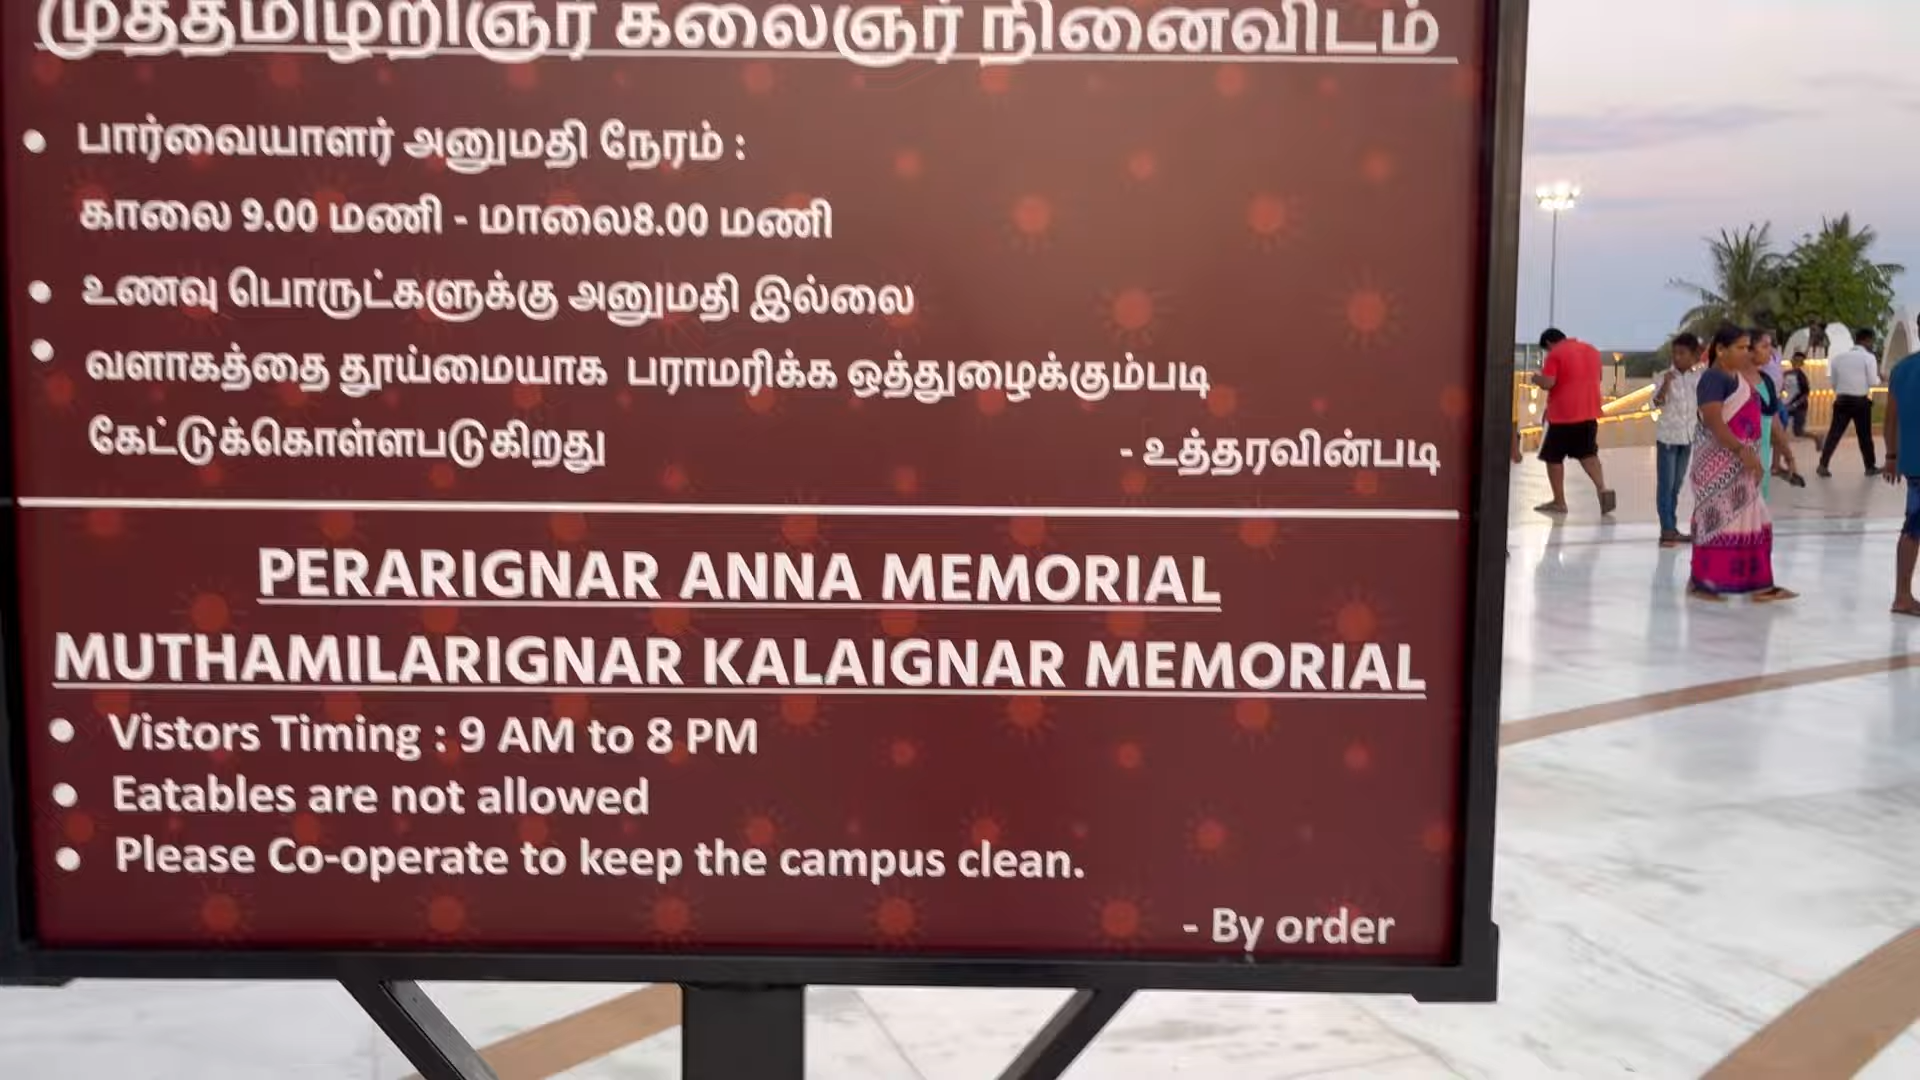 முத்தமிழறிஞர் கலைஞர் நினைவிடம்
• பார்வையாளர் அனுமதி நேரம் :
காலை 9.00 மணி - மாலை8.00 மணி
• உணவு பொருட்களுக்கு அனுமதி இல்லை
• வளாகத்தை தூய்மையாக பராமரிக்க ஒத்துழைக்கும்படி
கேட்டுக்கொள்ளபடுகிறது
- உத்தரவின்படி
PERARIGNAR ANNA MEMORIAL
MUTHAMILARIGNAR KALAIGNAR MEMORIAL
• Vistors Timing : 9 AM to 8 PM
• Eatables are not allowed
• Please Co-operate to keep the campus clean.
- By order